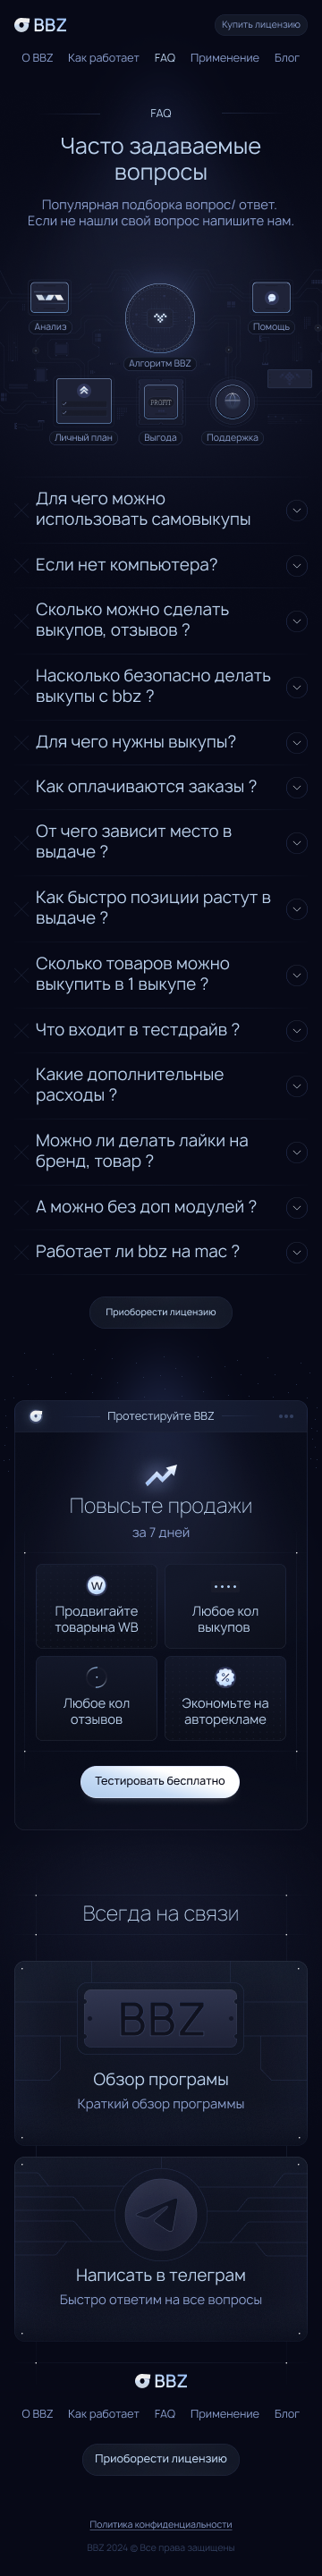 BBZ
Купить лицензию
О BBZ Как работает FAQ Применение Блог
FAQ
Часто задаваемые
вопросы
Популярная подборка вопрос/ ответ.
Если не нашли свой вопрос напишите нам.
Анализ
Алгоритм BBZ
Помощь
PROFIT
Личный план
Выгода
Поддержка
Для чего можно
использовать самовыкупы
Если нет компьютера?
Сколько можно сделать
выкупов, отзывов ?
Насколько безопасно делать
выкупы с bbz ?
Для чего нужны выкупы?
Как оплачиваются заказы ?
От чего зависит место в
выдаче ?
Как быстро позиции растут в
выдаче ?
Сколько товаров можно
выкупить в 1 выкупе ?
Что входит в тестдрайв ?
Какие дополнительные
расходы ?
Можно ли делать лайки на
бренд, товар ?
А можно без доп модулей ?
Работает ли bbz на mac ?
Приоборести лицензию
Протестируйте BBZ
Повысьте продажи
за 7 дней
W
Продвигайте
товарына WB
Любое кол
выкупов
Любое кол
отзывов
%
Экономьте на
авторекламе
Тестировать бесплатно
Всегда на связи
BBZ
Обзор програмы
Краткий обзор программы
Написать в телеграм
Быстро ответим на все вопросы
BBZ
О BBZ Как работает FAQ Применение Блог
Приоборести лицензию
Политика конфиденциальности
BBZ 2024 © Все права защищены